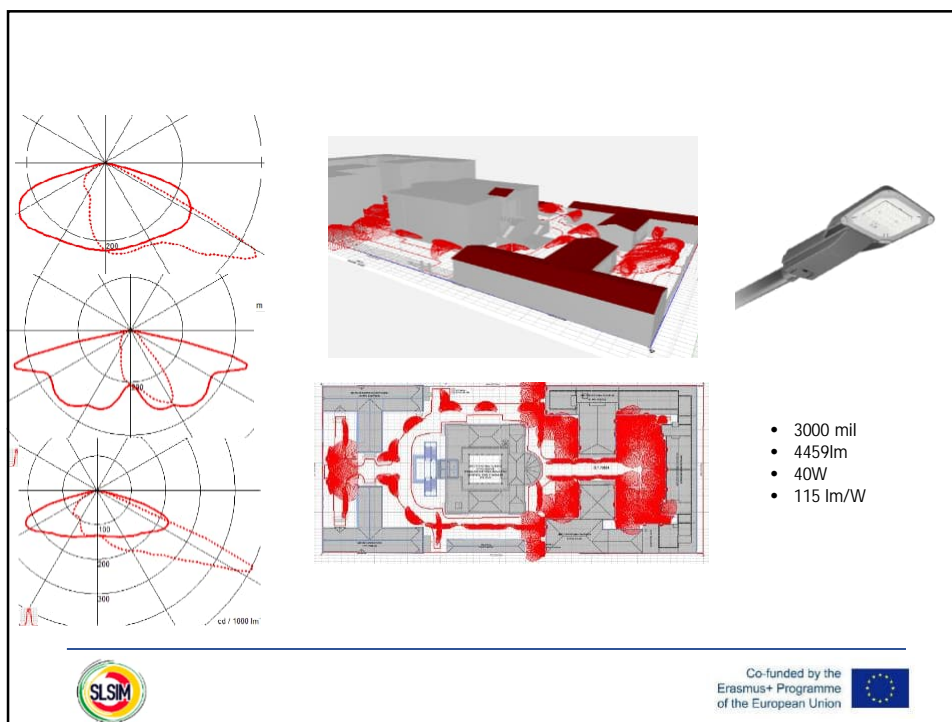 200
m
200
100
200
300
cd / 1000 lm
• 3000 mil
• 4459lm
• 40W
• 115 lm/W
SLSIM
Co-funded by the
Erasmus+ Programme
of the European Union